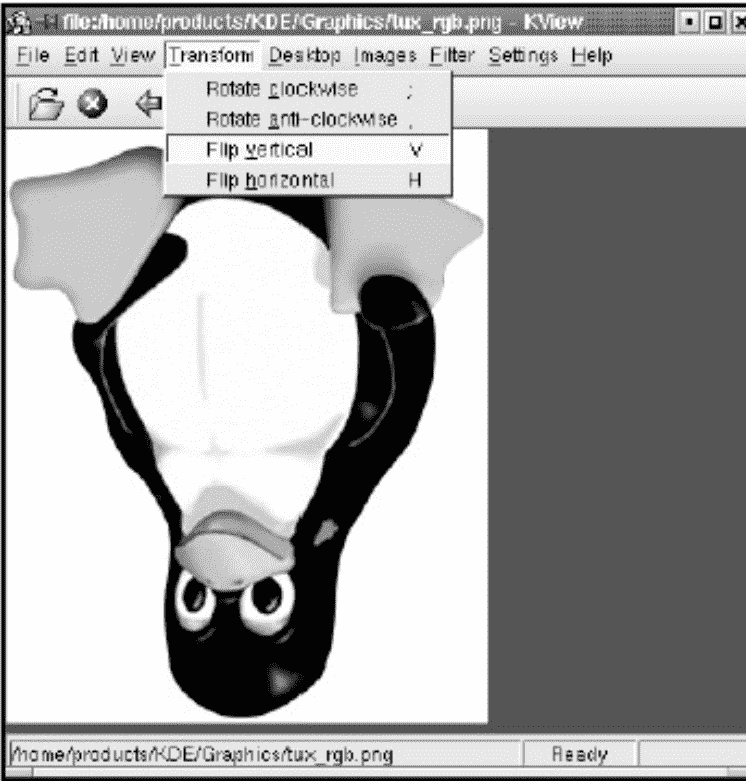 file:/home/products/KDE/Graphics/tux_rgb.png - KView
File Edit View Transform Desktop Images Filter Settings Help
Rotate clockwise ;
Rotate anti-clockwise ,
Flip vertical V
Flip horizontal H
/home/products/KDE/Graphics/tux_rgb.png Ready